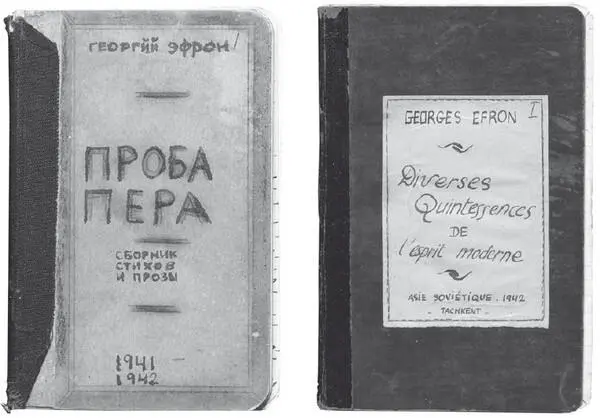 ГЕОРГИЙ ЭФРОН
ПРОБА
ПЕРА
СБОРНИК
СТИХОВ
И ПРОЗЫ
1941
1942
GEORGES EFRON I
Diverses
Quintessences
DE
l'esprit moderne
ASIE SOVIÉTIQUE . 1942
- TACHKENT -